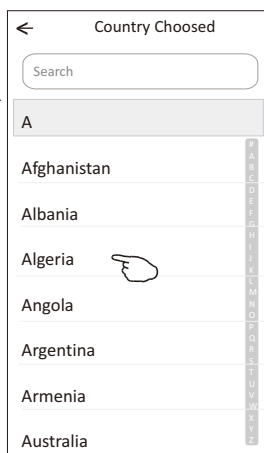 Country Choosed
Search
A
Afghanistan
Albania
Algeria
Angola
Argentina
Armenia
Australia
#
A
B
C
D
E
F
G
H
I
J
K
L
M
N
O
P
Q
R
S
T
U
V
W
X
Y
Z